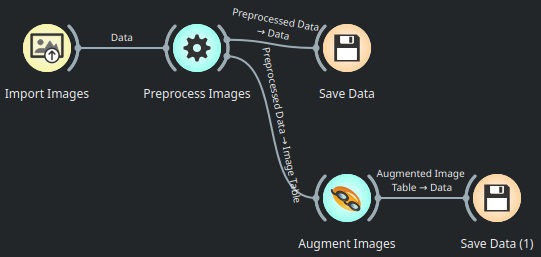 Preprocessed Data
→ Data
Data
Import Images
Preprocess Images
Save Data
Preprocessed Data → Image Table
Augmented Image
Table → Data
Augment Images
Save Data (1)